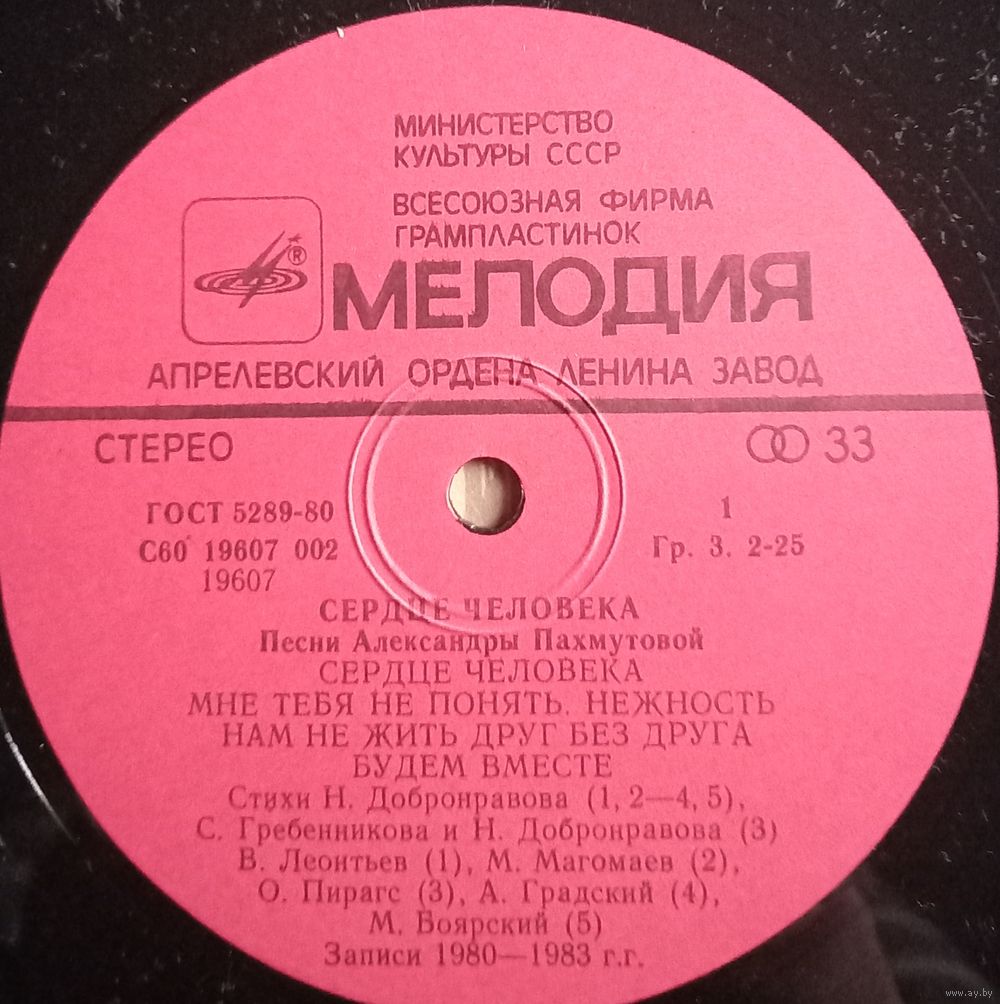 МИНИСТЕРСТВО
КУЛЬТУРЫ СССР
ВСЕСОЮЗНАЯ ФИРМА
ГРАМПЛАСТИНОК
®
МЕЛОДИЯ
АПРЕЛЕВСКИЙ ОРДЕНА ЛЕНИНА ЗАВОД
СТЕРЕО
33
ГОСТ 5289-80
1
С60 19607 002
Гр. 3. 2-25
19607
СЕРДЦЕ ЧЕЛОВЕКА
Песни Александры Пахмутовой
СЕРДЦЕ ЧЕЛОВЕКА
МНЕ ТЕБЯ НЕ ПОНЯТЬ. НЕЖНОСТЬ
НАМ НЕ ЖИТЬ ДРУГ БЕЗ ДРУГА
БУДЕМ ВМЕСТЕ
Стихи Н. Добронравова (1, 2—4, 5),
С. Гребенникова и Н. Добронравова (3)
В. Леонтьев (1), М. Магомаев (2),
О. Пирагс (3), А. Градский (4),
М. Боярский (5)
Записи 1980—1983 г.г.
www.ay.by